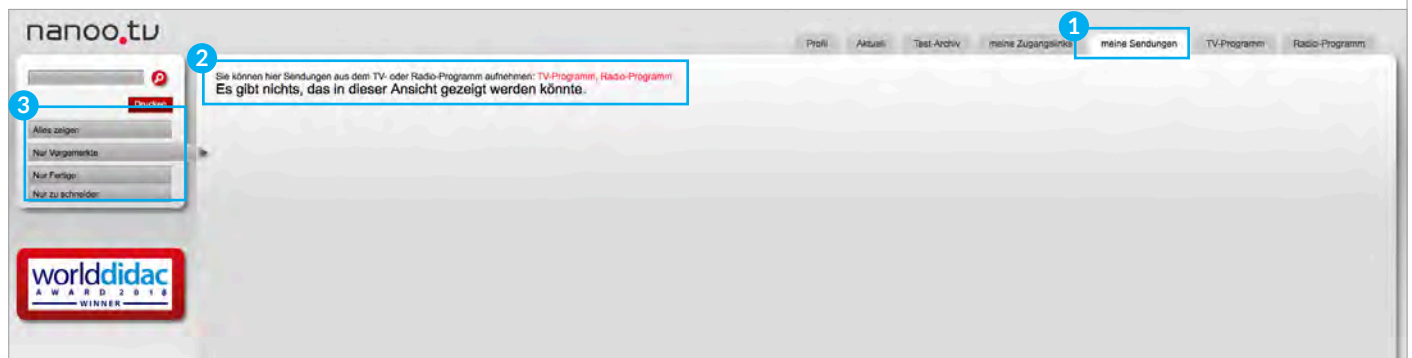 nanoo.tv
1
Profil Aktuell Test-Archiv meine Zugangslinks meine Sendungen TV-Programm Radio-Programm
2
Sie können hier Sendungen aus dem TV- oder Radio-Programm aufnehmen: TV-Programm, Radio-Programm
Es gibt nichts, das in dieser Ansicht gezeigt werden könnte.
Drucken
3
Alles zeigen
Nur Vorgemerkte
Nur Fertige
Nur zu schneiden
worlddidac
AWARD 2018
WINNER